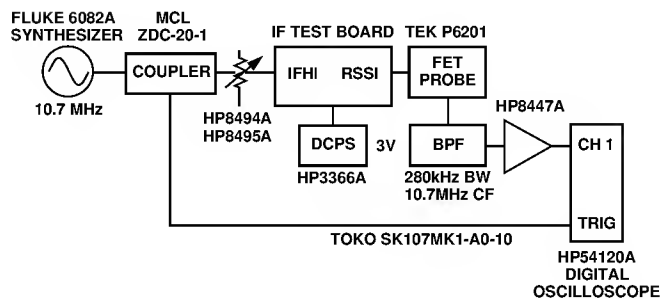 FLUKE 6082A
SYNTHESIZER
10.7 MHz
MCL
ZDC-20-1
COUPLER
HP8494A
HP8495A
IF TEST BOARD
IFHI RSSI
DCPS
3V
HP3366A
TEK P6201
FET
PROBE
BPF
280kHz BW
10.7MHz CF
HP8447A
CH 1
TRIG
TOKO SK107MK1-A0-10
HP54120A
DIGITAL
OSCILLOSCOPE